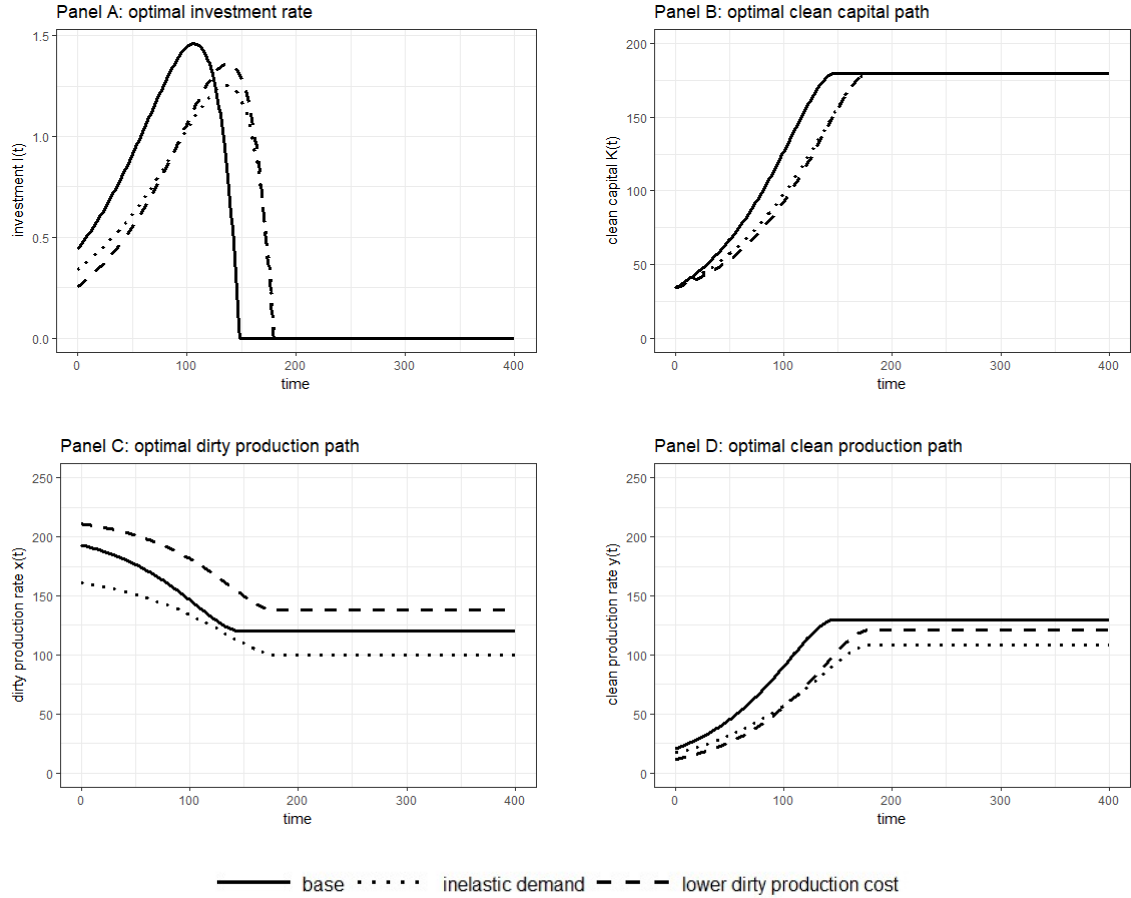 Panel A: optimal investment rate
investment I(t)
1.5
1.0
0.5
0.0
0 100 200 300 400
time
Panel B: optimal clean capital path
clean capital K(t)
200
150
100
50
0
0 100 200 300 400
time
Panel C: optimal dirty production path
dirty production rate x(t)
250
200
150
100
50
0
0 100 200 300 400
time
Panel D: optimal clean production path
clean production rate y(t)
250
200
150
100
50
0
0 100 200 300 400
time
base inelastic demand lower dirty production cost